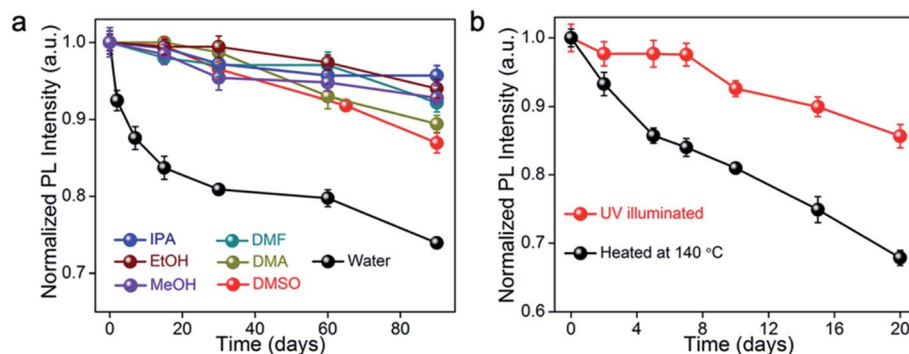 a
Normalized PL Intensity (a.u.)
1.0
0.9
0.8
0.7
IPA
DMF
EtOH
DMA
Water
MeOH
DMSO
0
20
40
60
80
Time (days)
b
Normalized PL Intensity (a.u.)
1.0
0.9
0.8
0.7
0.6
UV illuminated
Heated at 140 °C
0
4
8
12
16
20
Time (days)